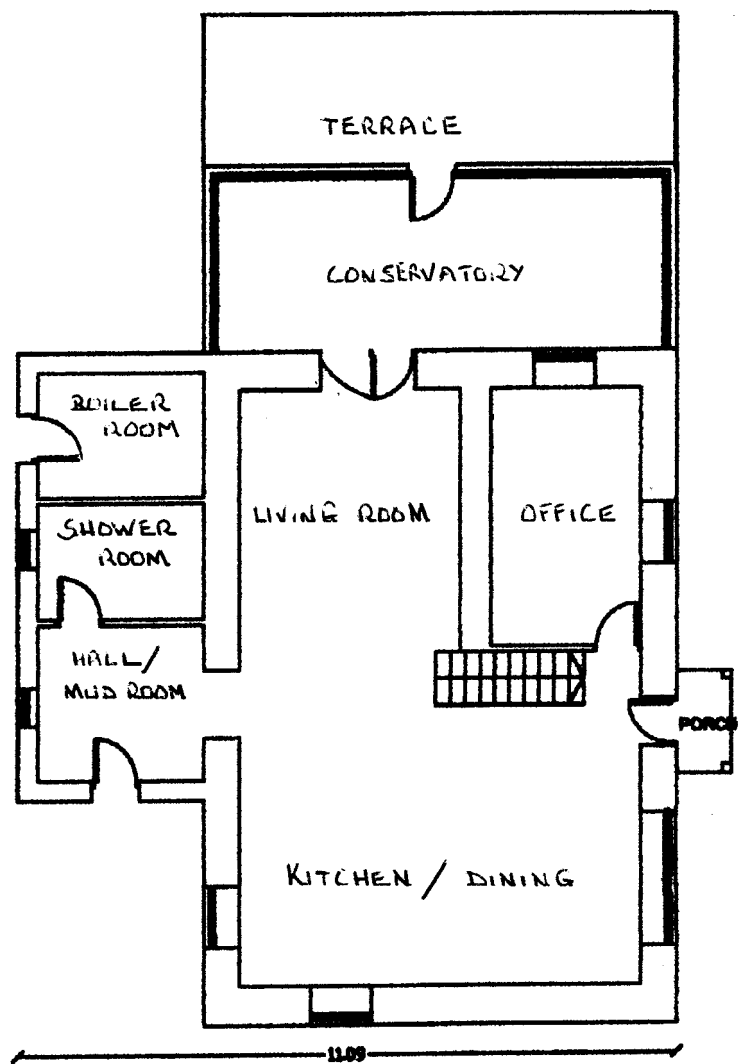 TERRACE
CONSERVATORY
BOILER
ROOM
LIVING ROOM
OFFICE
SHOWER
ROOM
HALL/
MUD ROOM
PORCH
KITCHEN / DINING
11.09